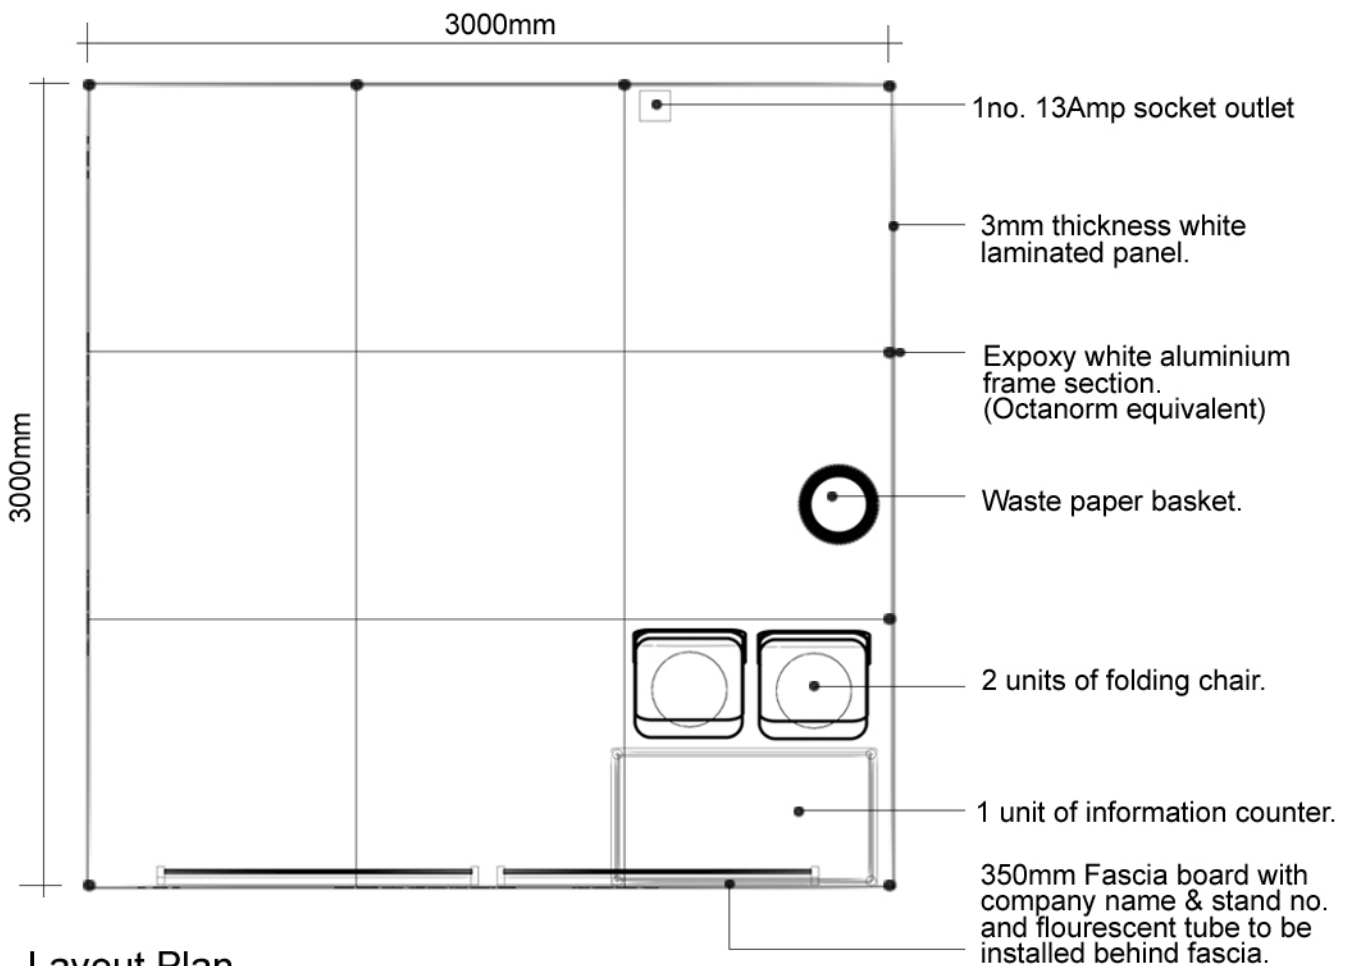 3000mm
1no. 13Amp socket outlet
3mm thickness white
laminated panel.
Expoxy white aluminium
frame section.
(Octanorm equivalent)
3000mm
Waste paper basket.
2 units of folding chair.
1 unit of information counter.
350mm Fascia board with
company name & stand no.
and flourescent tube to be
installed behind fascia.
Layout Plan